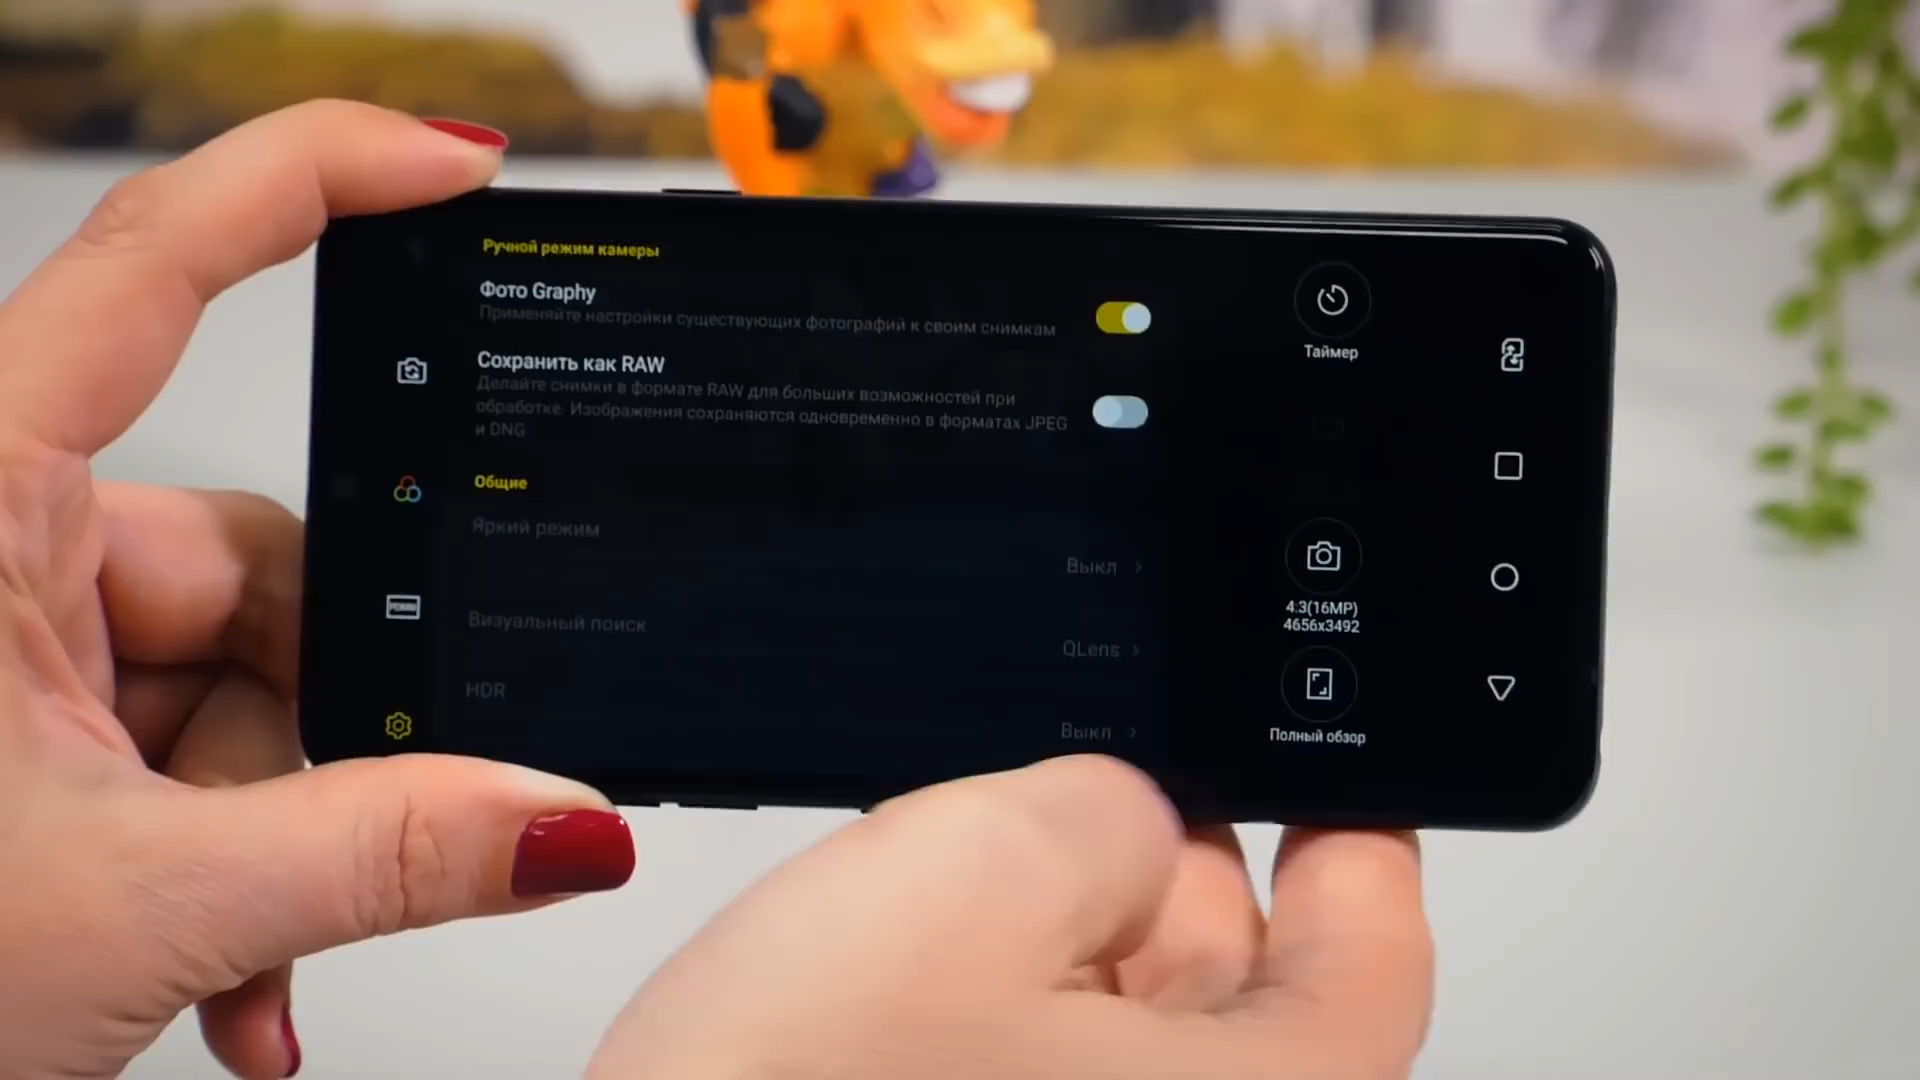 Ручной режим камеры
Фото Graphy
Применяйте настройки существующих фотографий к своим снимкам
Сохранить как RAW
Делайте снимки в формате RAW для больших возможностей при
обработке. Изображения сохраняются одновременно в форматах JPEG
и DNG
Общие
Яркий режим
Выкл
Визуальный поиск
QLens
HDR
Выкл
Таймер
4:3(16MP)
4656x3492
Полный обзор